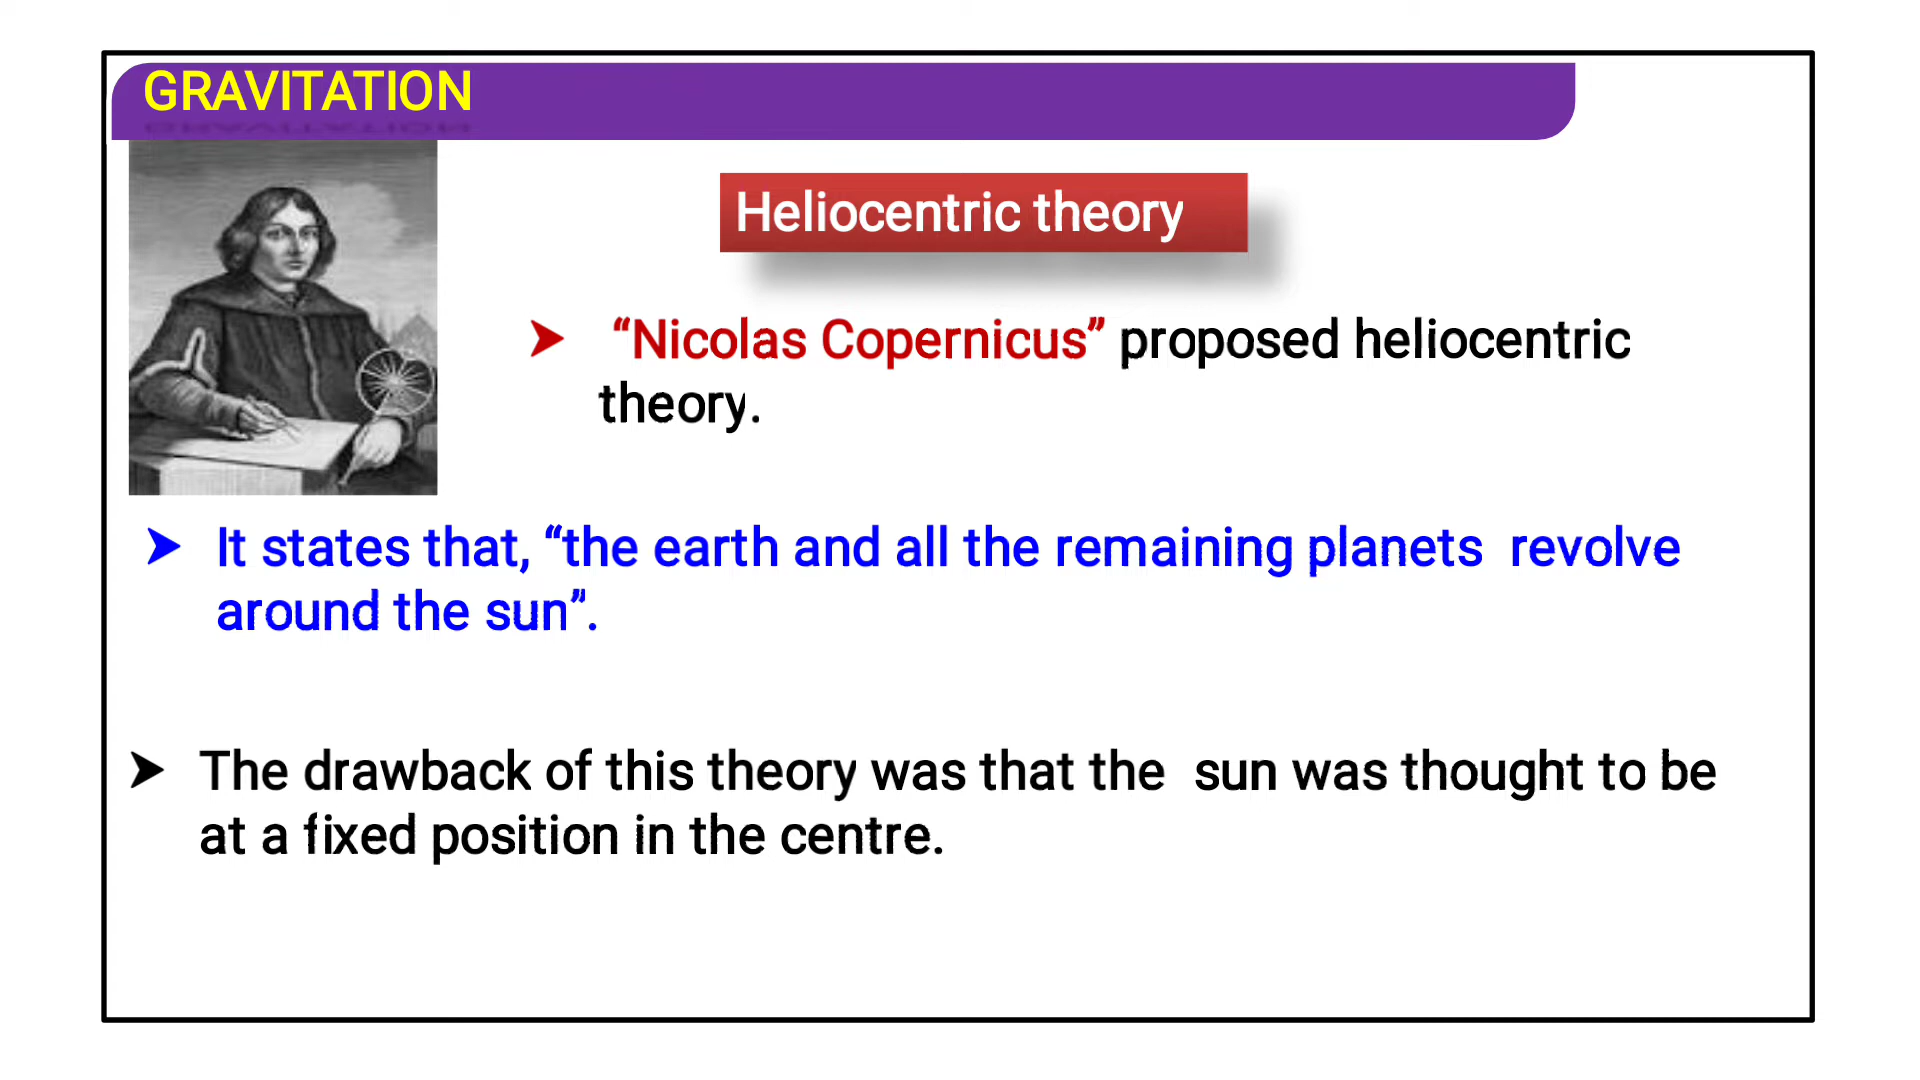 GRAVITATION
Heliocentric theory
➤ “Nicolas Copernicus” proposed heliocentric
theory.
➤ It states that, “the earth and all the remaining planets  revolve
around the sun”.
➤ The drawback of this theory was that the  sun was thought to be
at a fixed position in the centre.